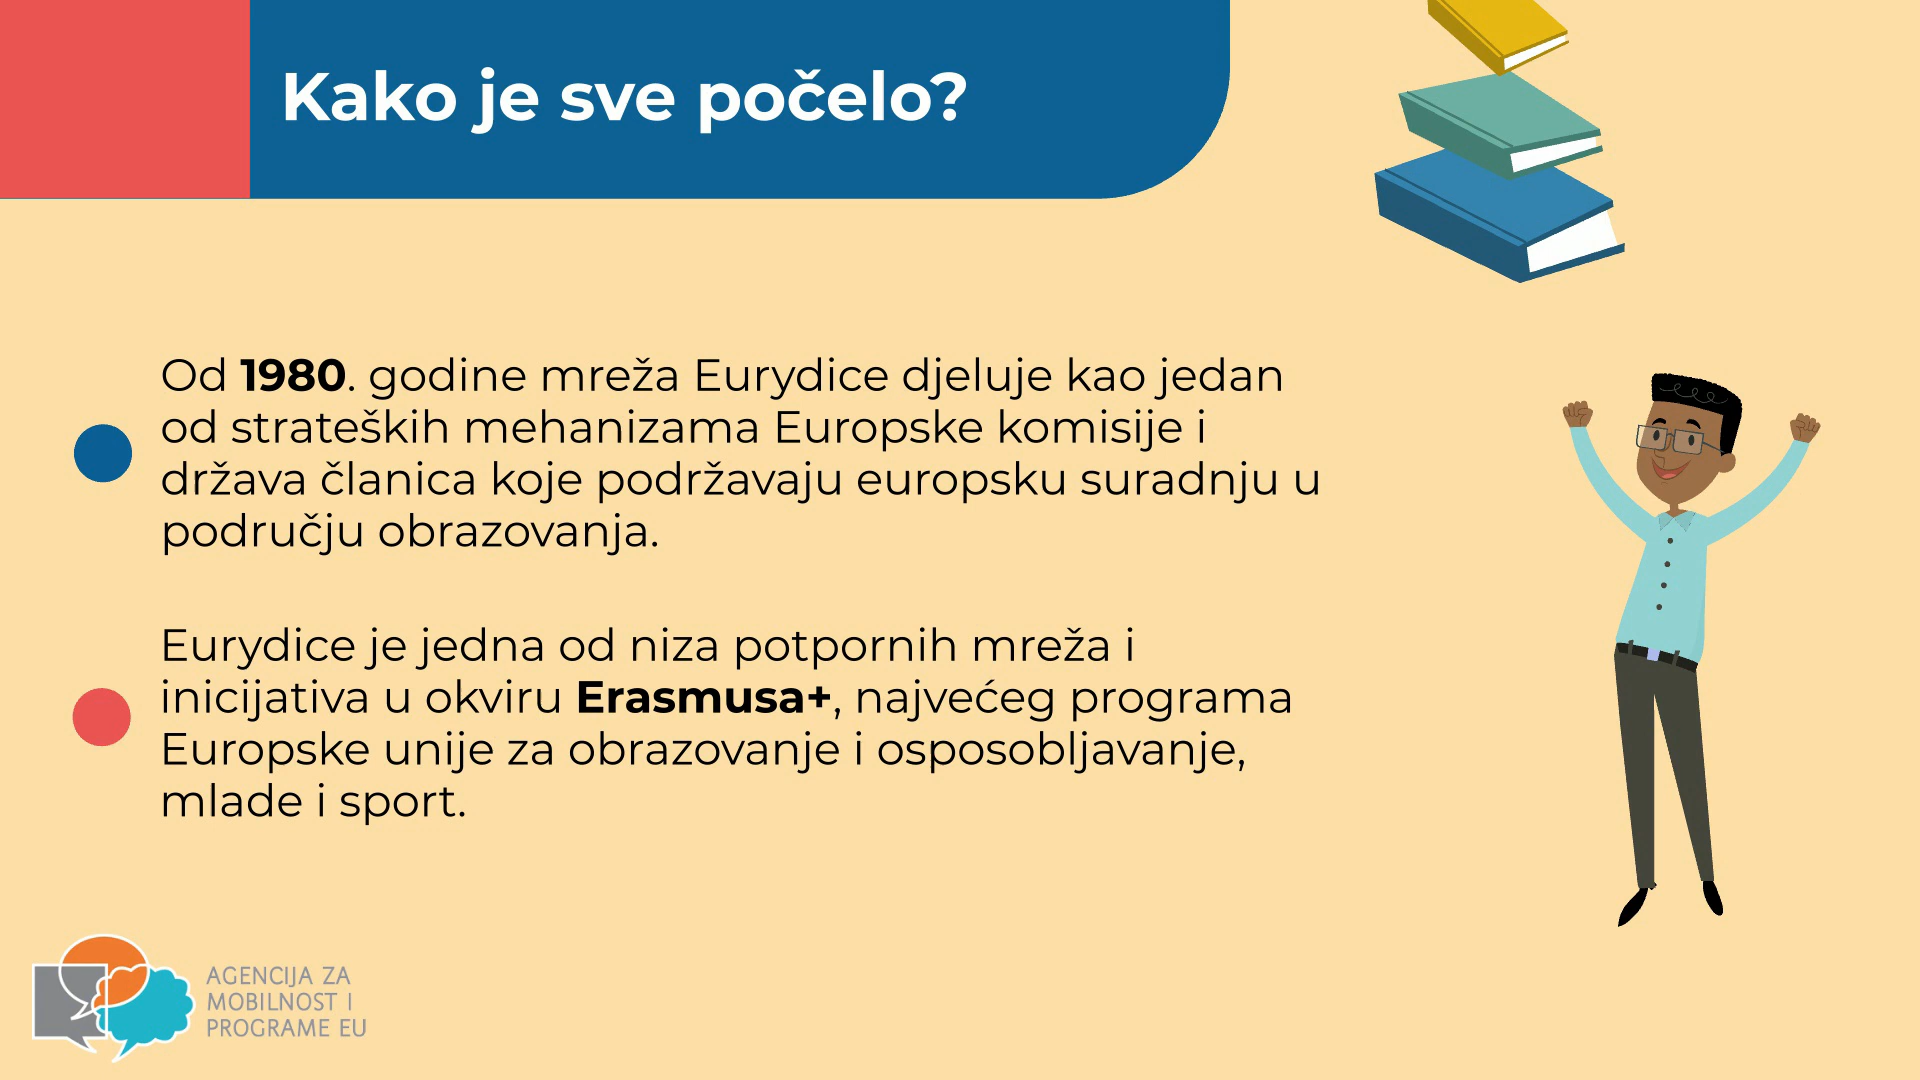 Kako je sve počelo?
Od 1980. godine mreža Eurydice djeluje kao jedan
od strateških mehanizama Europske komisije i
država članica koje podržavaju europsku suradnju u
području obrazovanja.
Eurydice je jedna od niza potpornih mreža i
inicijativa u okviru Erasmusa+, najvećeg programa
Europske unije za obrazovanje i osposobljavanje,
mlade i sport.
AGENCIJA ZA
MOBILNOST I
PROGRAME EU